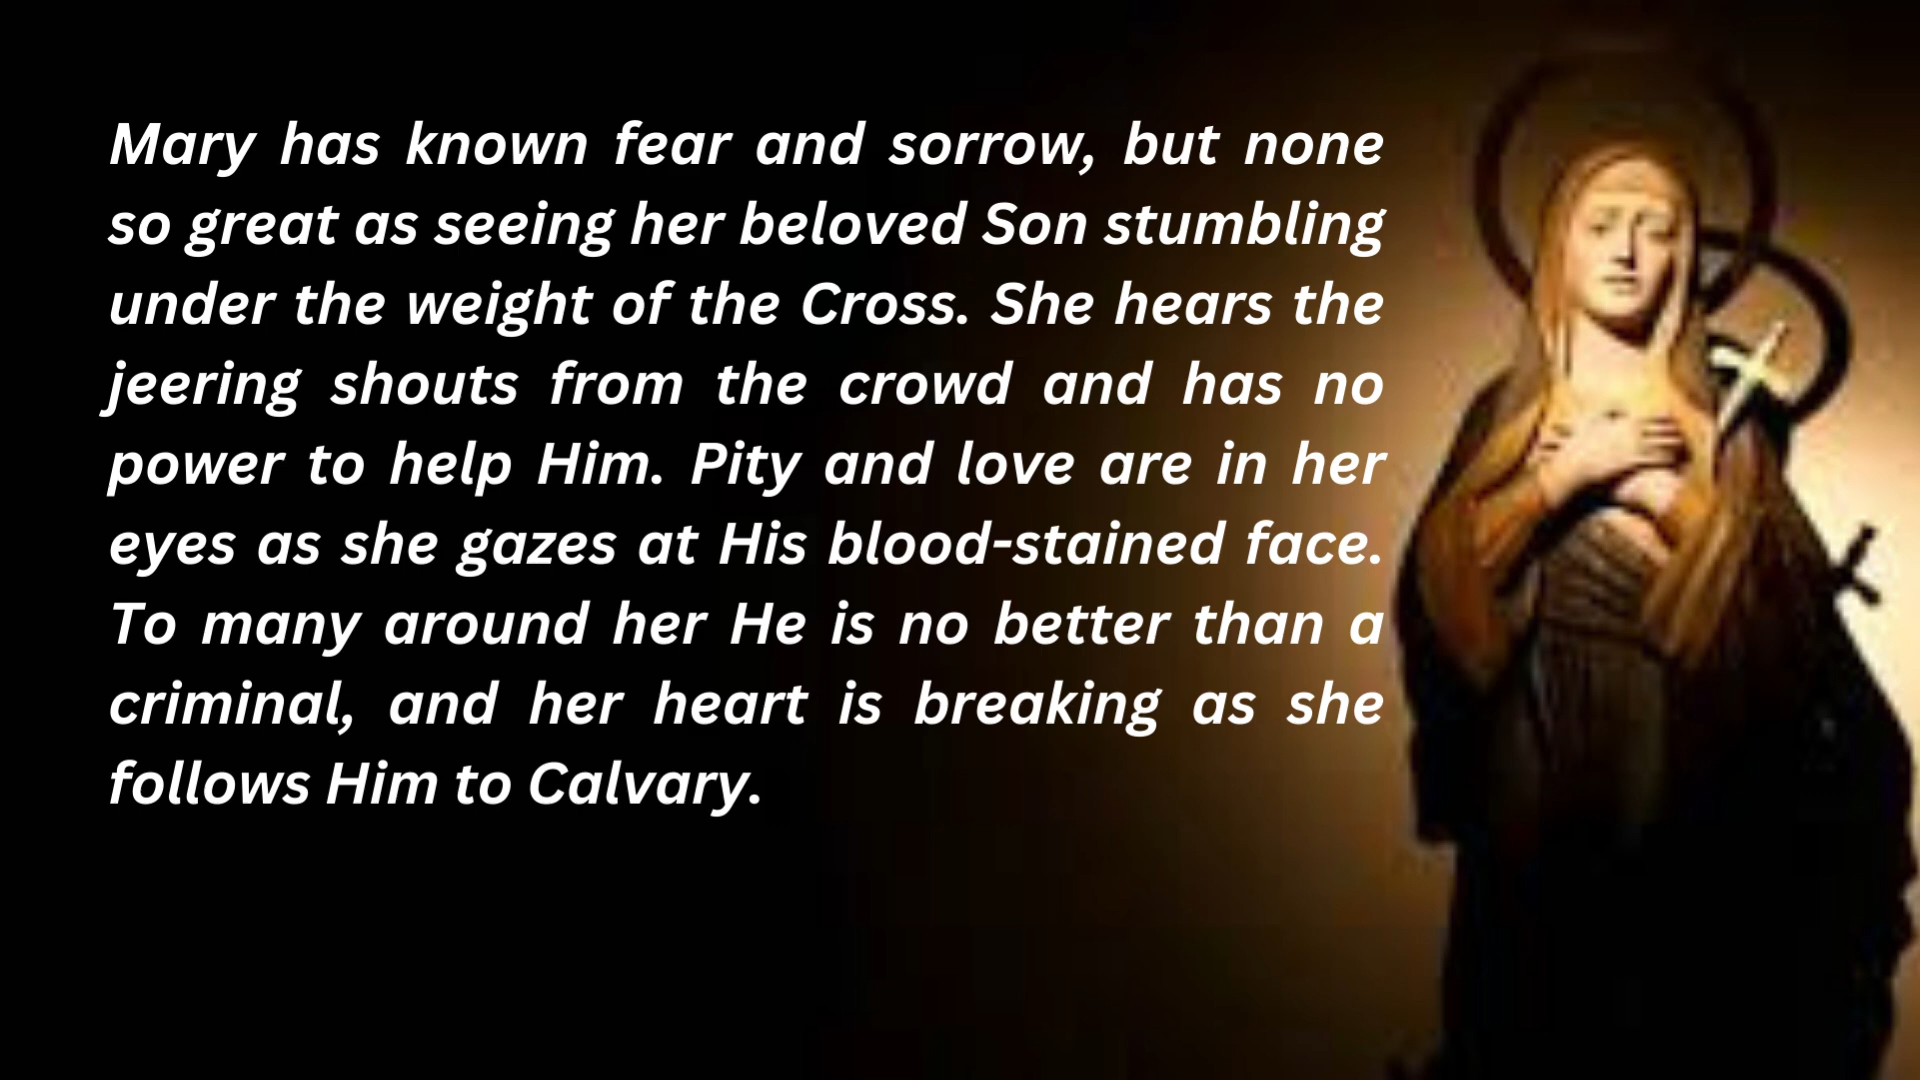 Mary has known fear and sorrow, but none
so great as seeing her beloved Son stumbling
under the weight of the Cross. She hears the
jeering shouts from the crowd and has no
power to help Him. Pity and love are in her
eyes as she gazes at His blood-stained face.
To many around her He is no better than a
criminal, and her heart is breaking as she
follows Him to Calvary.